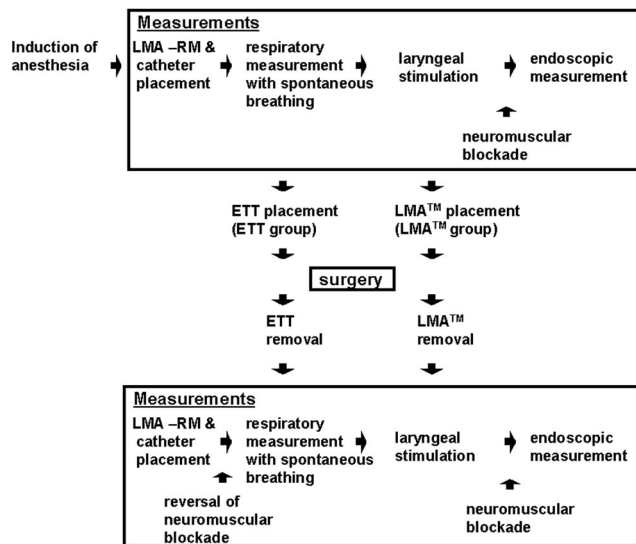 Measurements
Induction of
anesthesia
LMA –RM &
catheter
placement
respiratory
measurement
with spontaneous
breathing
laryngeal
stimulation
endoscopic
measurement
neuromuscular
blockade
ETT placement
(ETT group)
LMA™ placement
(LMA™ group)
surgery
ETT
removal
LMA™
removal
Measurements
LMA –RM &
catheter
placement
respiratory
measurement
with spontaneous
breathing
laryngeal
stimulation
endoscopic
measurement
reversal of
neuromuscular
blockade
neuromuscular
blockade